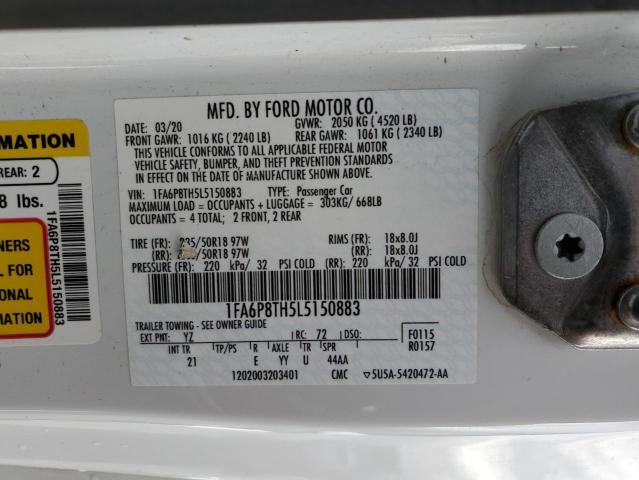 MFD. BY FORD MOTOR CO.
DATE: 03/20 GVWR: 2050 KG ( 4520 LB)
FRONT GAWR: 1016 KG ( 2240 LB) REAR GAWR: 1061 KG ( 2340 LB)
THIS VEHICLE CONFORMS TO ALL APPLICABLE FEDERAL MOTOR
VEHICLE SAFETY, BUMPER, AND THEFT PREVENTION STANDARDS
IN EFFECT ON THE DATE OF MANUFACTURE SHOWN ABOVE.
VIN: 1FA6P8TH5L5150883 TYPE: Passenger Car
MAXIMUM LOAD = OCCUPANTS + LUGGAGE = 303KG/ 668LB
OCCUPANTS = 4 TOTAL; 2 FRONT, 2 REAR
TIRE (FR): 235/50R18 97W RIMS (FR): 18x8.0J
(RR): /50R18 97W (RR): 18x8.0J
PRESSURE (FR): 220 kPa/ 32 PSI COLD (RR): 220 kPa/ 32 PSI COLD
1FA6P8TH5L5150883
TRAILER TOWING - SEE OWNER GUIDE
EXT PNT: YZ RC: 72 DSO: F0115
INT TR TP/PS R AXLE TR SPR R0157
21 E YY U 44AA
1202003203401 CMC ▽5U5A-5420472-AA
RMATION
REAR: 2
8 lbs.
NERS
L FOR
ONAL
RMATION
1FA6P8TH5L5150883